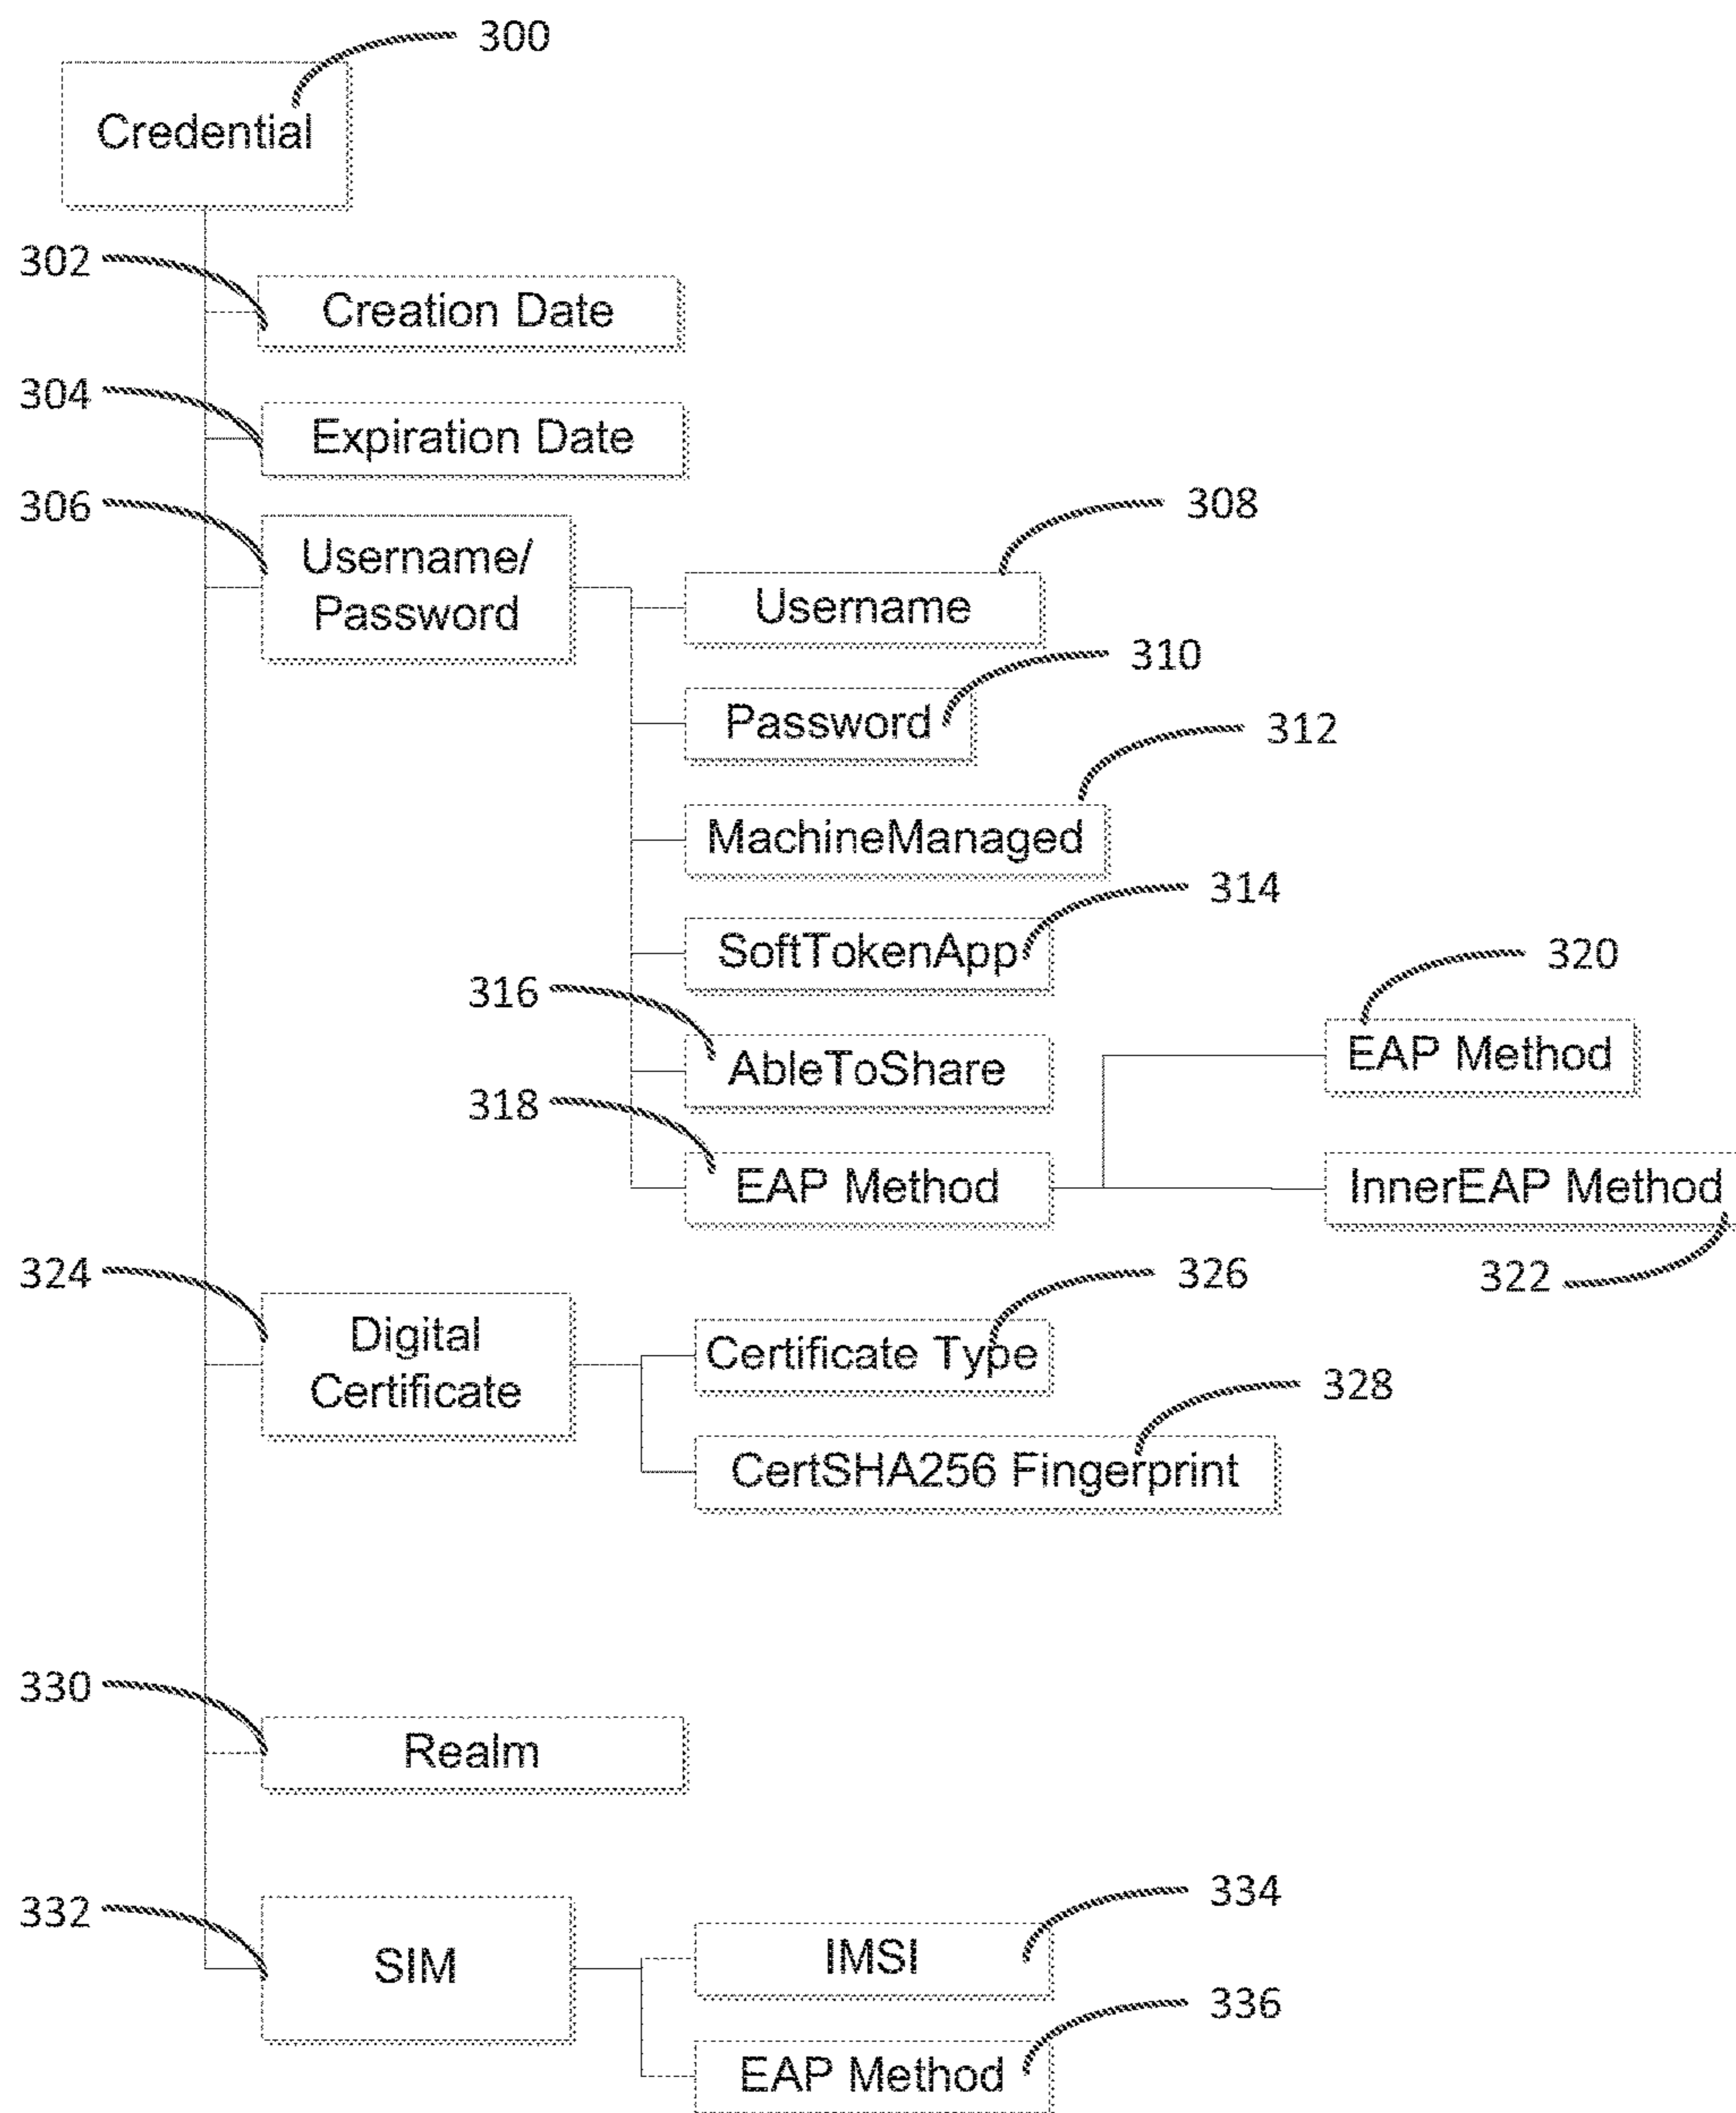 300
Credential
302
Creation Date
304
Expiration Date
306
Username/
Password
308
Username
310
Password
312
MachineManaged
314
SoftTokenApp
316
AbleToShare
318
EAP Method
320
EAP Method
InnerEAP Method
322
324
Digital
Certificate
326
Certificate Type
328
CertSHA256 Fingerprint
330
Realm
332
SIM
334
IMSI
336
EAP Method